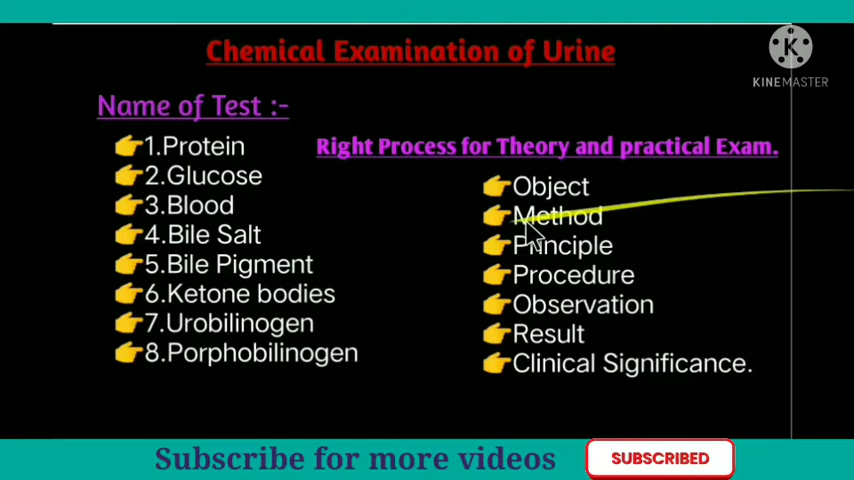 Chemical Examination of Urine
K
KINEMASTER
Name of Test :-
1.Protein
2.Glucose
3.Blood
4.Bile Salt
5.Bile Pigment
6.Ketone bodies
7.Urobilinogen
8.Porphobilinogen
Right Process for Theory and practical Exam.
Object
Method
Principle
Procedure
Observation
Result
Clinical Significance.
Subscribe for more videos
SUBSCRIBED